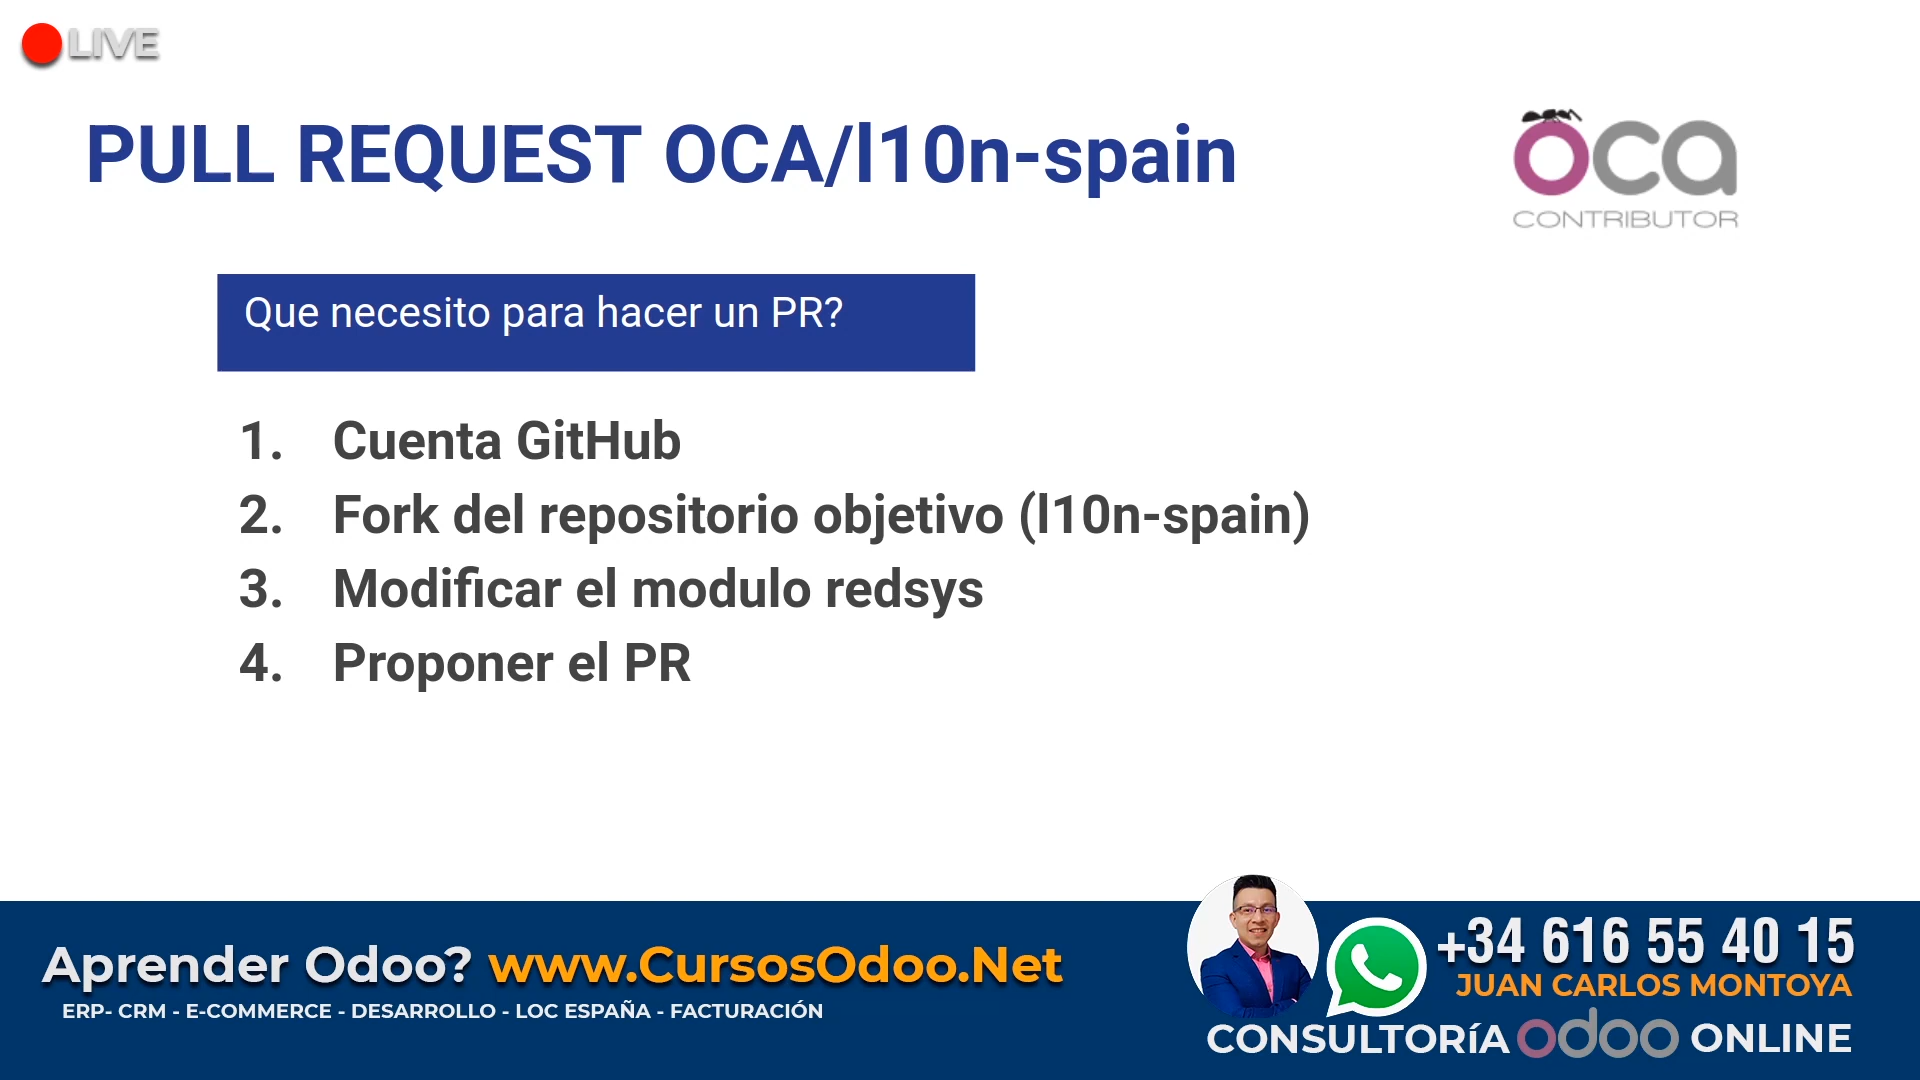 LIVE
PULL REQUEST OCA/l10n-spain
oca
CONTRIBUTOR
Que necesito para hacer un PR?
1. Cuenta GitHub
2. Fork del repositorio objetivo (l10n-spain)
3. Modificar el modulo redsys
4. Proponer el PR
Aprender Odoo? www.CursosOdoo.Net
ERP- CRM - E-COMMERCE - DESARROLLO - LOC ESPAÑA - FACTURACIÓN
+34 616 55 40 15
JUAN CARLOS MONTOYA
CONSULTORíA odoo ONLINE